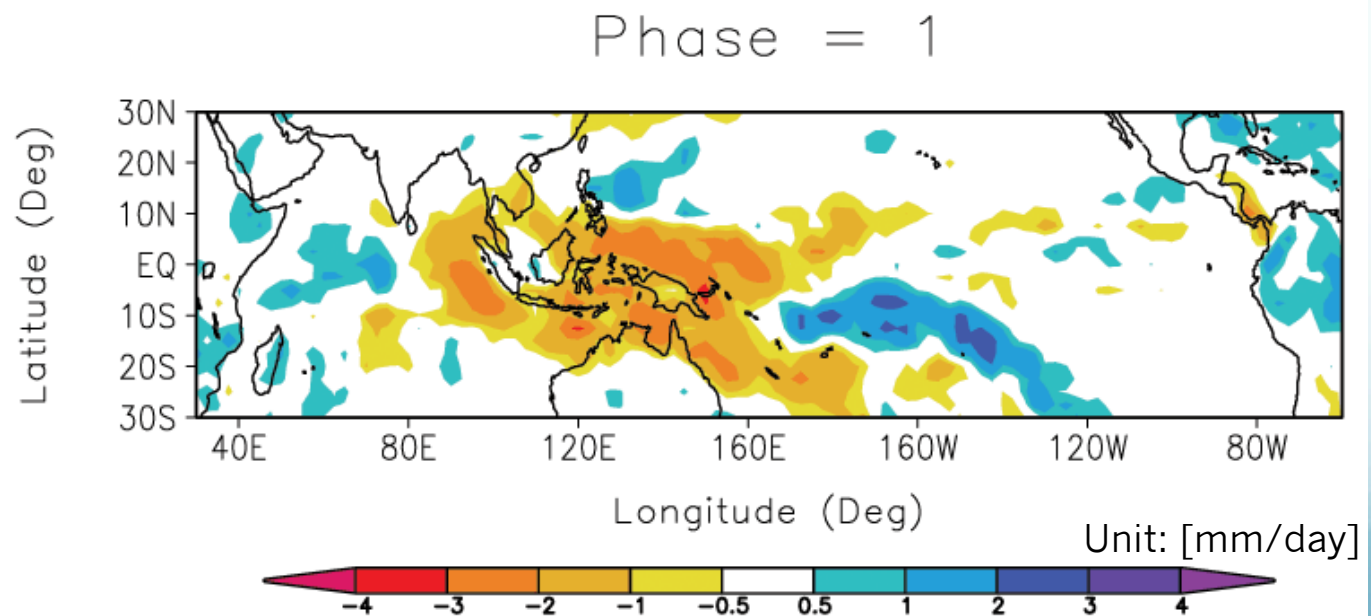 Phase = 1
Latitude (Deg)
30N
20N
10N
EQ
10S
20S
30S
40E 80E 120E 160E 160W 120W 80W
Longitude (Deg)
Unit: [mm/day]
-4 -3 -2 -1 -0.5 0.5 1 2 3 4